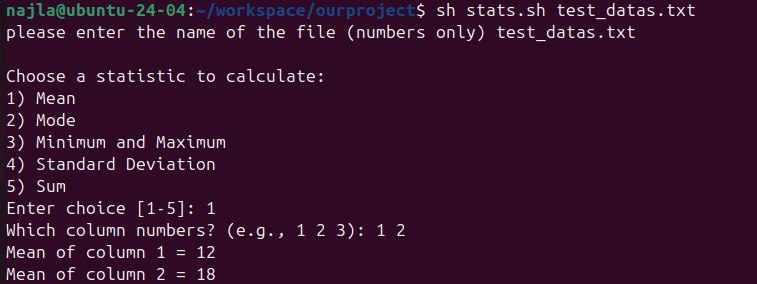 najla@ubuntu-24-04:~/workspace/ourproject$ sh stats.sh test_datas.txt
please enter the name of the file (numbers only) test_datas.txt
Choose a statistic to calculate:
1) Mean
2) Mode
3) Minimum and Maximum
4) Standard Deviation
5) Sum
Enter choice [1-5]: 1
Which column numbers? (e.g., 1 2 3): 1 2
Mean of column 1 = 12
Mean of column 2 = 18